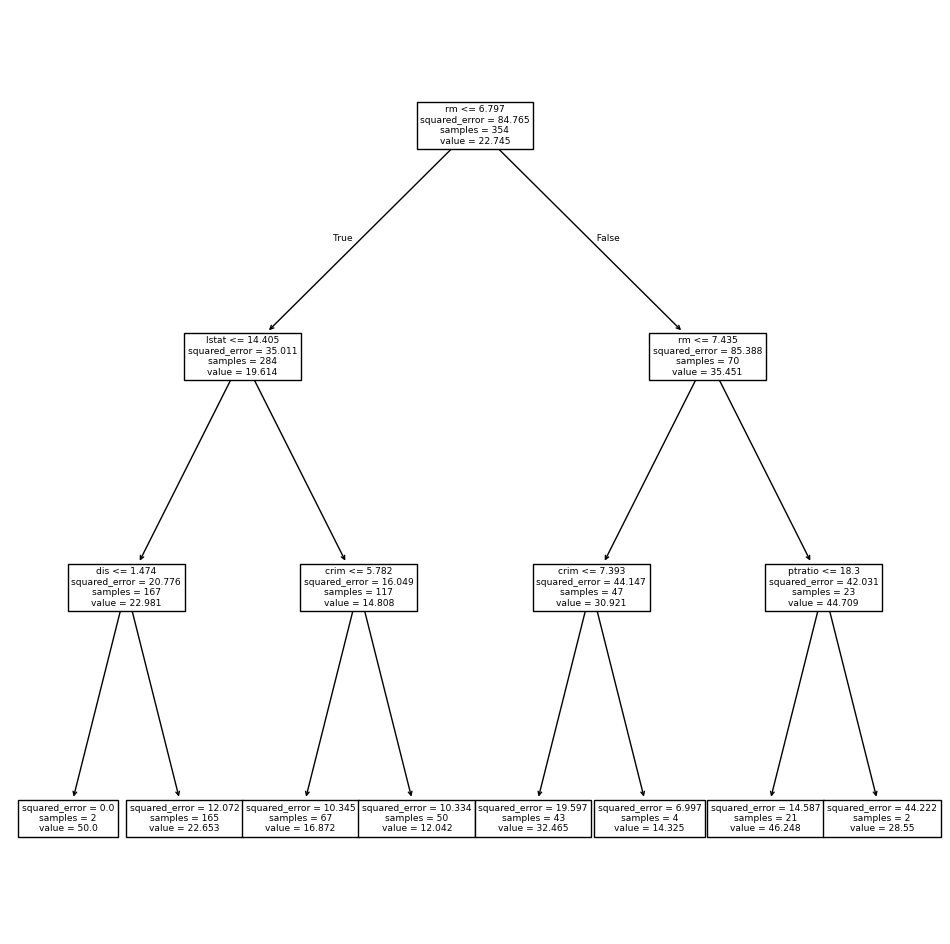 rm <= 6.797
squared_error = 84.765
samples = 354
value = 22.745
True
False
lstat <= 14.405
squared_error = 35.011
samples = 284
value = 19.614
rm <= 7.435
squared_error = 85.388
samples = 70
value = 35.451
dis <= 1.474
squared_error = 20.776
samples = 167
value = 22.981
crim <= 5.782
squared_error = 16.049
samples = 117
value = 14.808
crim <= 7.393
squared_error = 44.147
samples = 47
value = 30.921
ptratio <= 18.3
squared_error = 42.031
samples = 23
value = 44.709
squared_error = 0.0
samples = 2
value = 50.0
squared_error = 12.072
samples = 165
value = 22.653
squared_error = 10.345
samples = 67
value = 16.872
squared_error = 10.334
samples = 50
value = 12.042
squared_error = 19.597
samples = 43
value = 32.465
squared_error = 6.997
samples = 4
value = 14.325
squared_error = 14.587
samples = 21
value = 46.248
squared_error = 44.222
samples = 2
value = 28.55